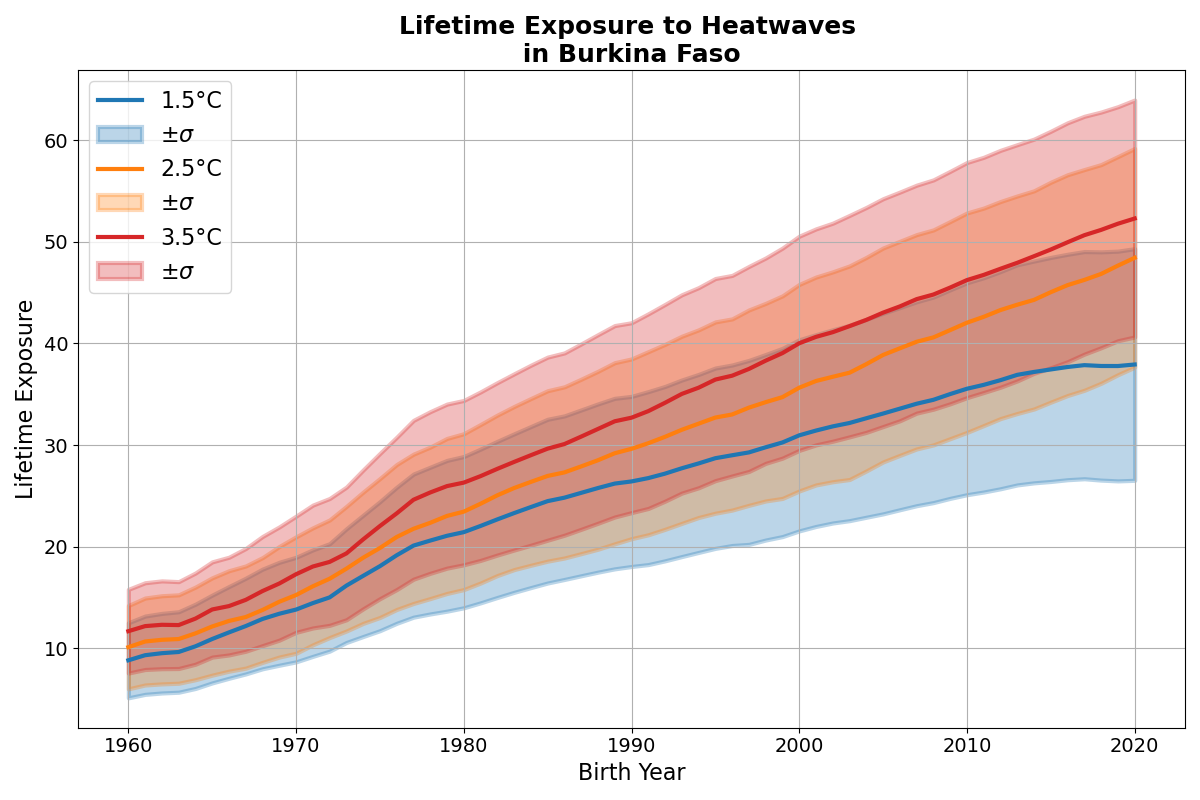 Lifetime Exposure to Heatwaves
in Burkina Faso
1.5°C
±σ
2.5°C
±σ
3.5°C
±σ
Lifetime Exposure
60
50
40
30
20
10
1960
1970
1980
1990
2000
2010
2020
Birth Year